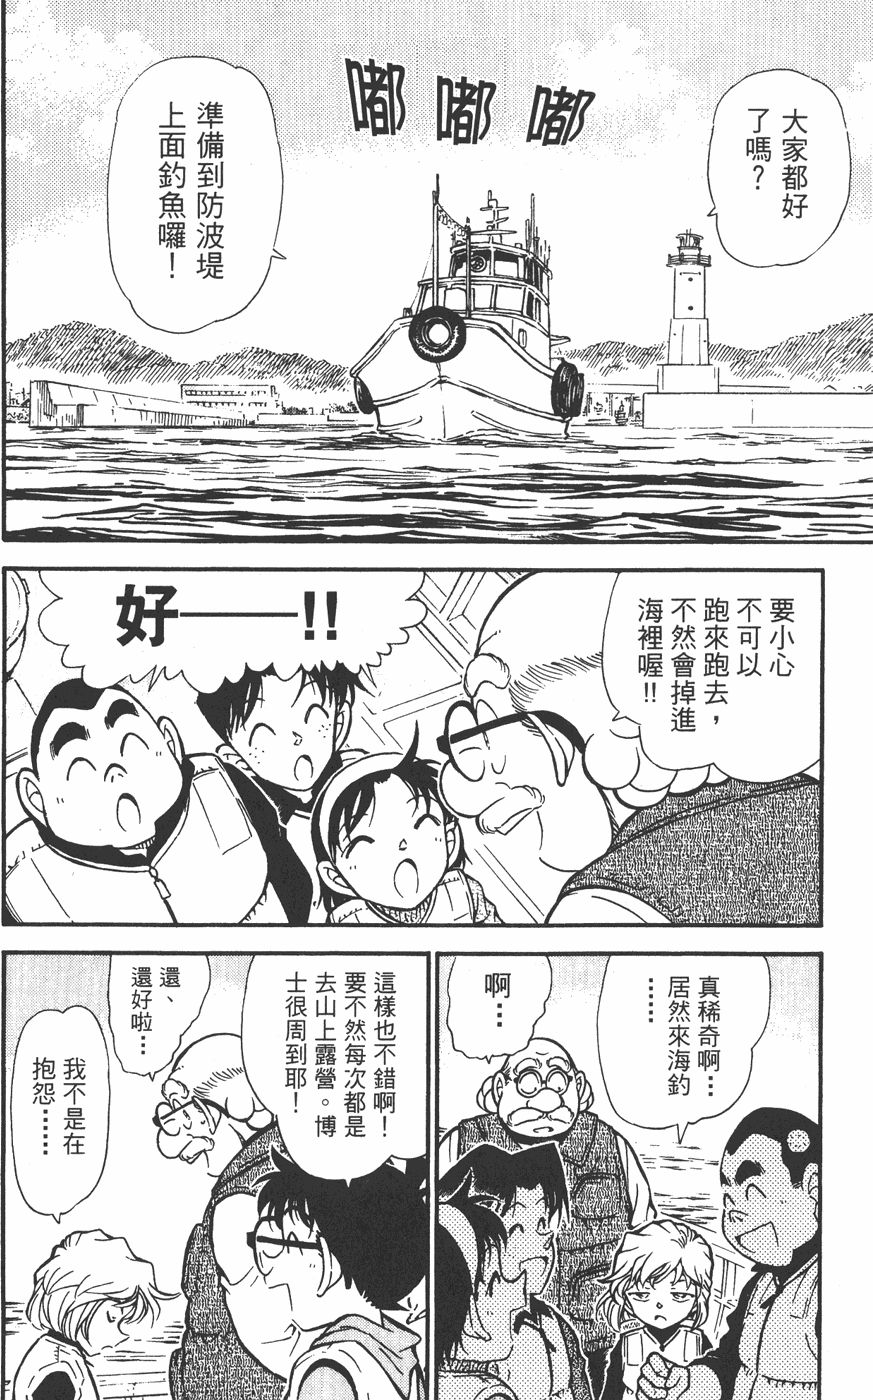 大家都好
了嗎？
嘟嘟嘟
準備到防波堤
上面釣魚囉！
要小心
不可以
跑來跑去，
不然會掉進
海裡喔!!
好——!!
真稀奇啊…
居然來海釣
……
啊…
這樣也不錯啊！
要不然每次都是
去山上露營。博
士很周到耶！
還、
還好啦…
我不是在
抱怨……